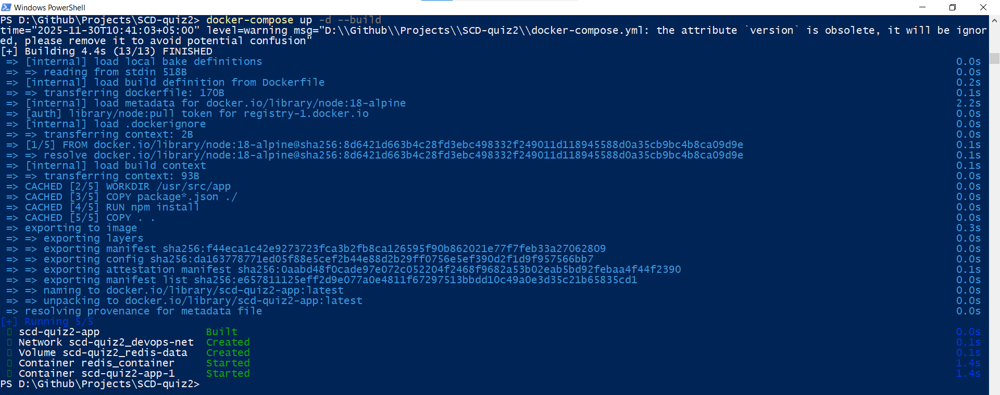 Windows PowerShell
PS D:\Github\Projects\SCD-quiz2> docker-compose up -d --build
time="2025-11-30T10:41:03+05:00" level=warning msg="D:\\Github\\Projects\\SCD-quiz2\\docker-compose.yml: the attribute `version` is obsolete, it will be ignor
ed, please remove it to avoid potential confusion"
[+] Building 4.4s (13/13) FINISHED
=> [internal] load local bake definitions 0.0s
=> => reading from stdin 518B 0.0s
=> [internal] load build definition from Dockerfile 0.2s
=> => transferring dockerfile: 170B 0.1s
=> [internal] load metadata for docker.io/library/node:18-alpine 2.2s
=> [auth] library/node:pull token for registry-1.docker.io 0.0s
=> [internal] load .dockerignore 0.0s
=> => transferring context: 2B 0.0s
=> [1/5] FROM docker.io/library/node:18-alpine@sha256:8d6421d663b4c28fd3ebc498332f249011d118945588d0a35cb9bc4b8ca09d9e 0.1s
=> => resolve docker.io/library/node:18-alpine@sha256:8d6421d663b4c28fd3ebc498332f249011d118945588d0a35cb9bc4b8ca09d9e 0.1s
=> [internal] load build context 0.1s
=> => transferring context: 93B 0.0s
=> CACHED [2/5] WORKDIR /usr/src/app 0.0s
=> CACHED [3/5] COPY package*.json ./ 0.0s
=> CACHED [4/5] RUN npm install 0.0s
=> CACHED [5/5] COPY . . 0.0s
=> exporting to image 0.3s
=> => exporting layers 0.0s
=> => exporting manifest sha256:f44eca1c42e9273723fca3b2fb8ca126595f90b862021e77f7feb33a27062809 0.0s
=> => exporting config sha256:da163778771ed05f88e5cef2b44e88d2b29ff0756e5ef390d2f1d9f957566bb7 0.0s
=> => exporting attestation manifest sha256:0aabd48f0cade97e072c052204f2468f9682a53b02eab5bd92febaa4f44f2390 0.1s
=> => exporting manifest list sha256:e657811125eff2d9e077a0e4811f67297513bbdd10c49a0e3d35c21b65835cd1 0.0s
=> => naming to docker.io/library/scd-quiz2-app:latest 0.0s
=> => unpacking to docker.io/library/scd-quiz2-app:latest 0.0s
=> resolving provenance for metadata file 0.0s
[+] Running 5/5
scd-quiz2-app Built 0.0s
Network scd-quiz2_devops-net Created 0.1s
Volume scd-quiz2_redis-data Created 0.1s
Container redis_container Started 1.4s
Container scd-quiz2-app-1 Started 1.4s
PS D:\Github\Projects\SCD-quiz2>